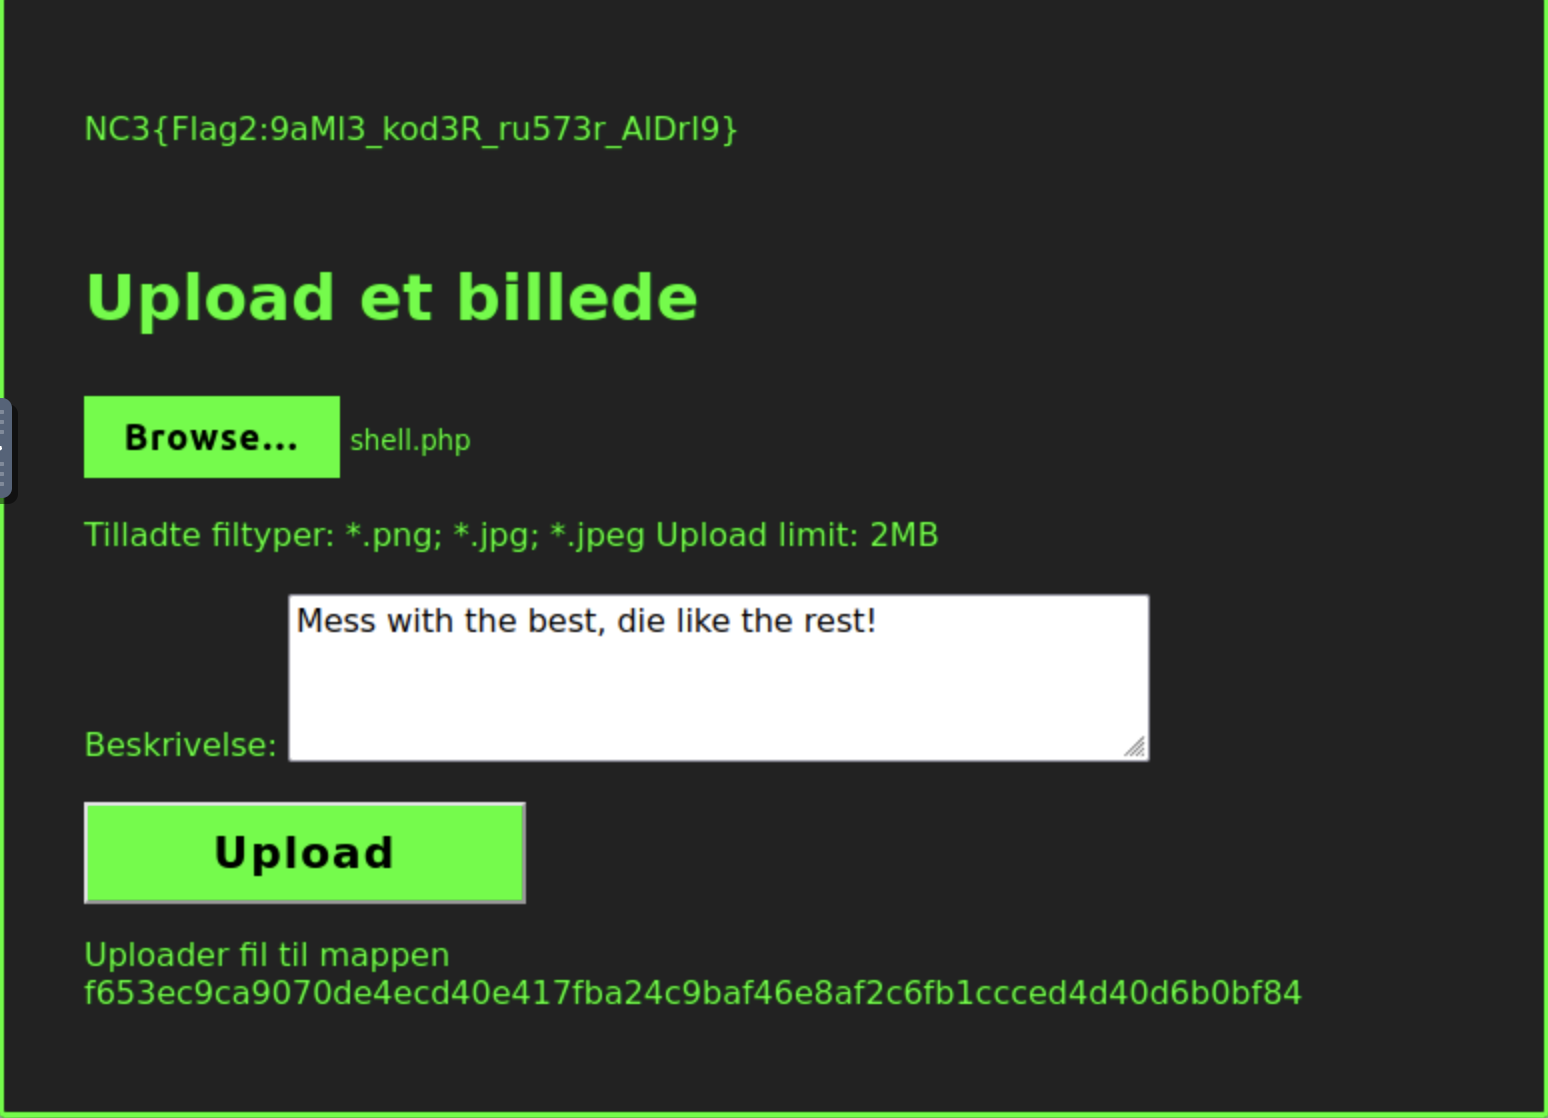 NC3{Flag2:9aMl3_kod3R_ru573r_AlDrI9}
Upload et billede
Browse... shell.php
Tilladte filtyper: *.png; *.jpg; *.jpeg Upload limit: 2MB
Mess with the best, die like the rest!
Beskrivelse:
Upload
Uploader fil til mappen
f653ec9ca9070de4ecd40e417fba24c9baf46e8af2c6fb1ccced4d40d6b0bf84